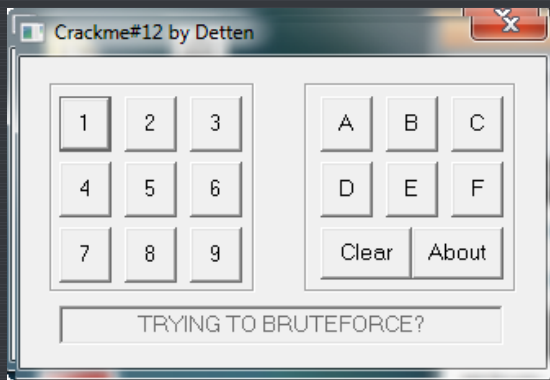 Crackme#12 by Detten
1 2 3 A B C
4 5 6 D E F
7 8 9 Clear About
TRYING TO BRUTEFORCE?